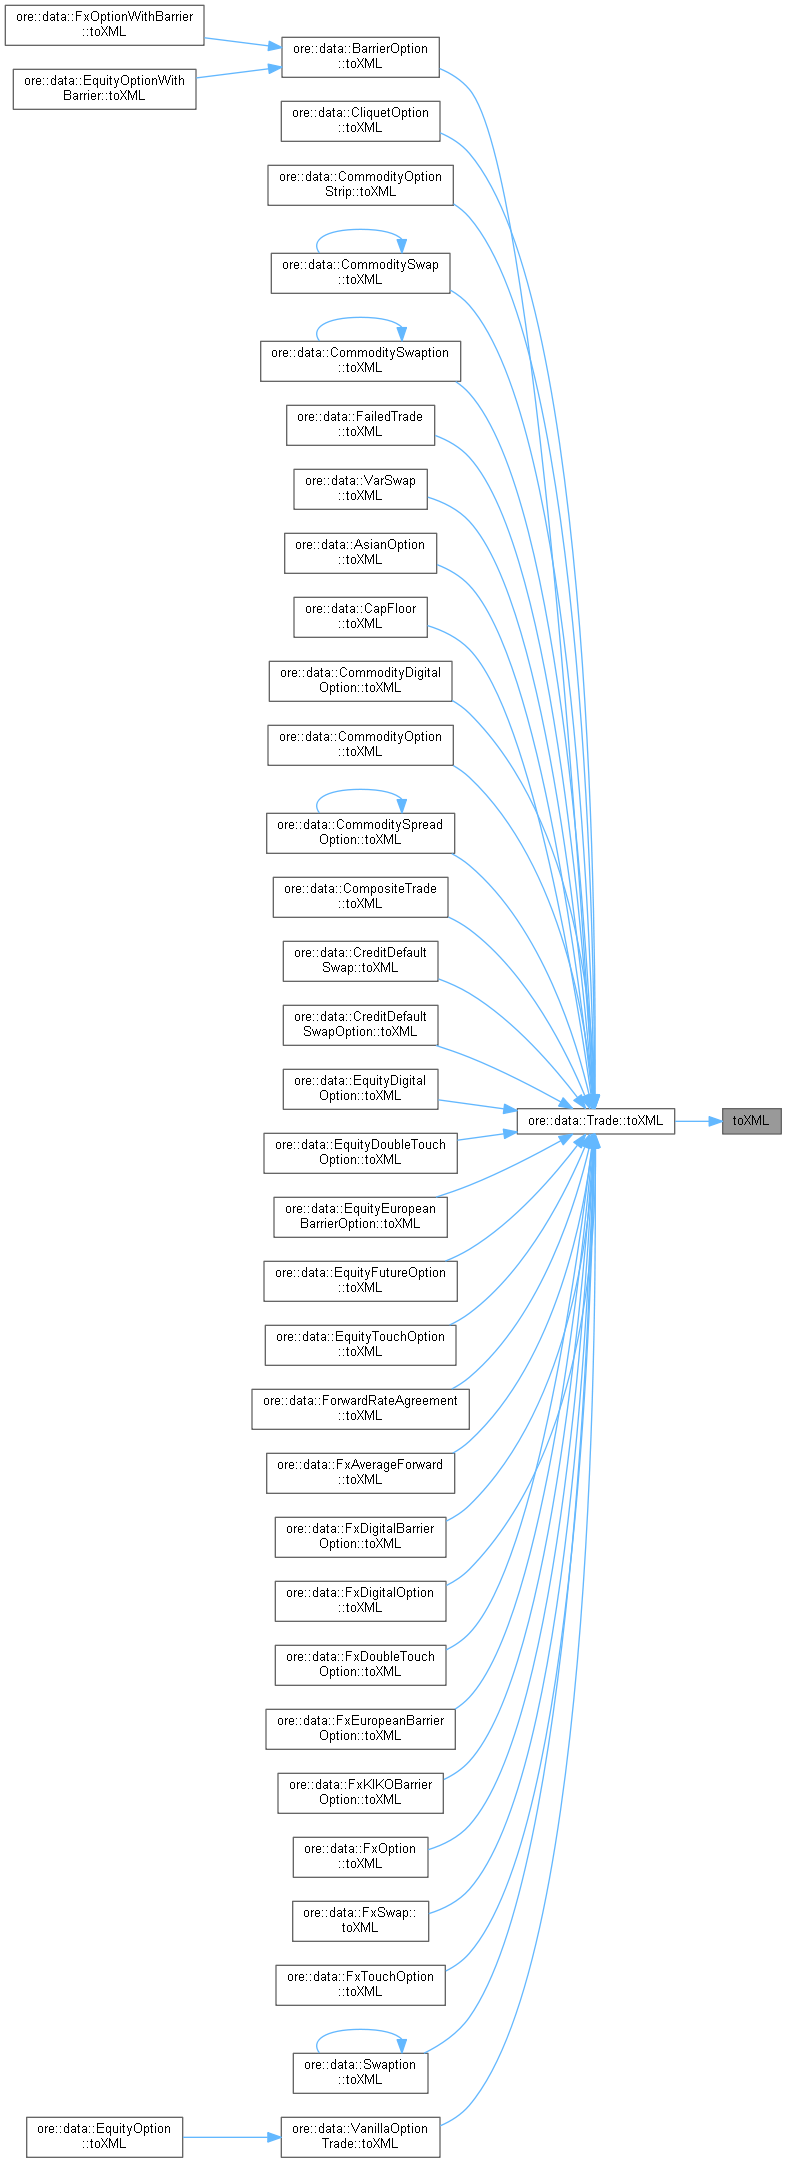 ore::data::FxOptionWithBarrier
::toXML
ore::data::EquityOptionWith
Barrier::toXML
ore::data::BarrierOption
::toXML
ore::data::CliquetOption
::toXML
ore::data::CommodityOption
Strip::toXML
ore::data::CommoditySwap
::toXML
ore::data::CommoditySwaption
::toXML
ore::data::FailedTrade
::toXML
ore::data::VarSwap
::toXML
ore::data::AsianOption
::toXML
ore::data::CapFloor
::toXML
ore::data::CommodityDigital
Option::toXML
ore::data::CommodityOption
::toXML
ore::data::CommoditySpread
Option::toXML
ore::data::CompositeTrade
::toXML
ore::data::CreditDefault
Swap::toXML
ore::data::CreditDefault
SwapOption::toXML
ore::data::EquityDigital
Option::toXML
ore::data::Trade::toXML
toXML
ore::data::EquityDoubleTouch
Option::toXML
ore::data::EquityEuropean
BarrierOption::toXML
ore::data::EquityFutureOption
::toXML
ore::data::EquityTouchOption
::toXML
ore::data::ForwardRateAgreement
::toXML
ore::data::FxAverageForward
::toXML
ore::data::FxDigitalBarrier
Option::toXML
ore::data::FxDigitalOption
::toXML
ore::data::FxDoubleTouch
Option::toXML
ore::data::FxEuropeanBarrier
Option::toXML
ore::data::FxKIKOBarrier
Option::toXML
ore::data::FxOption
::toXML
ore::data::FxSwap::
toXML
ore::data::FxTouchOption
::toXML
ore::data::Swaption
::toXML
ore::data::EquityOption
::toXML
ore::data::VanillaOption
Trade::toXML